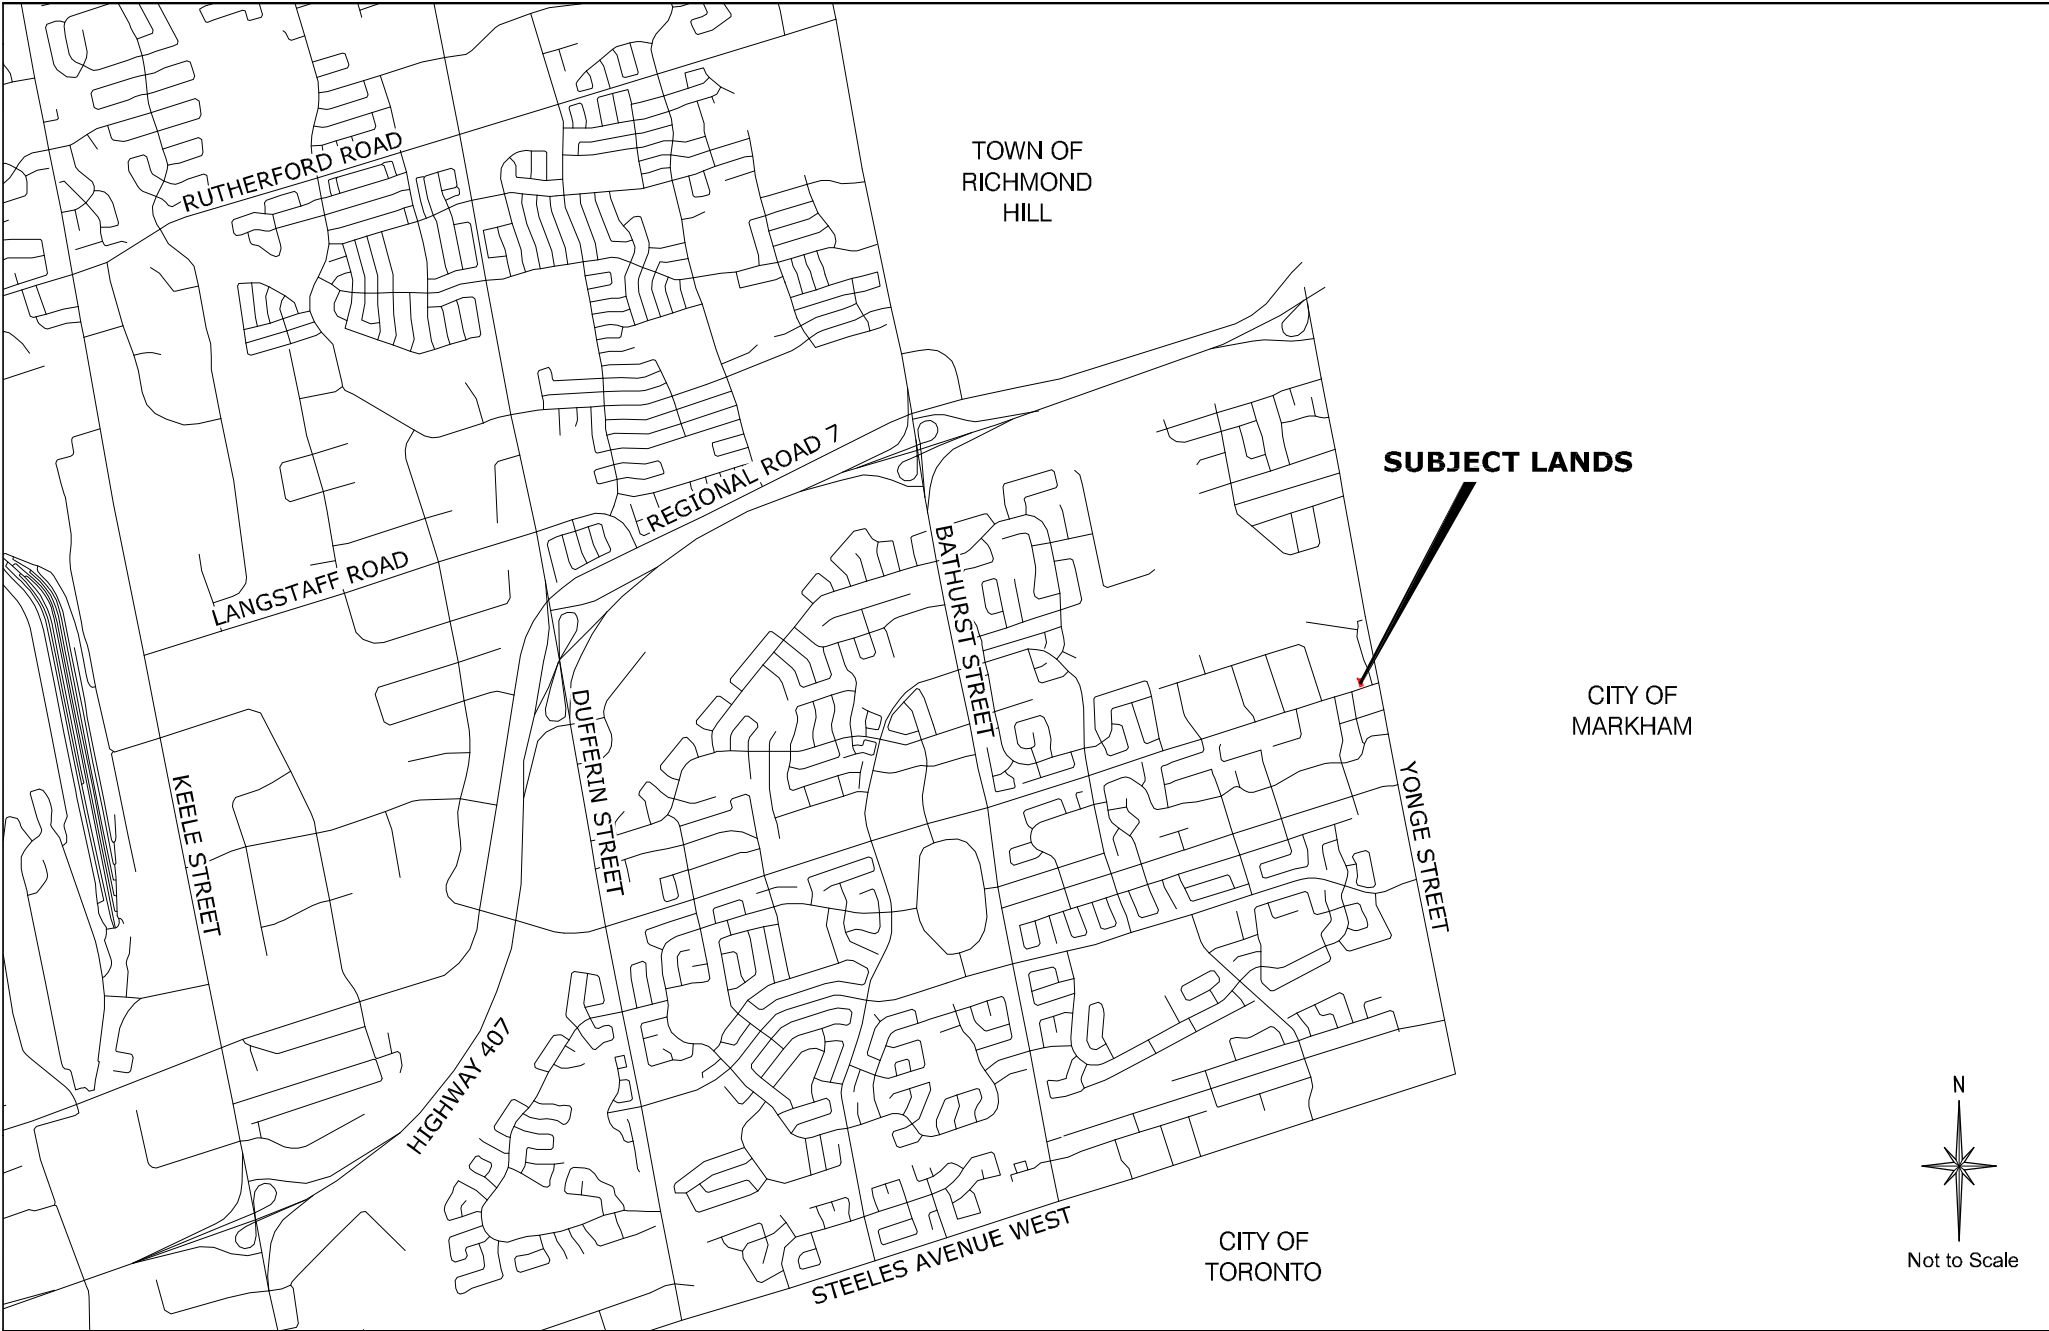 TOWN OF
RICHMOND
HILL
RUTHERFORD ROAD
REGIONAL ROAD 7
SUBJECT LANDS
LANGSTAFF ROAD
BATHURST STREET
CITY OF
MARKHAM
DUFFERIN STREET
KEELE STREET
YONGE STREET
HIGHWAY 407
N
STEELES AVENUE WEST
CITY OF
TORONTO
Not to Scale